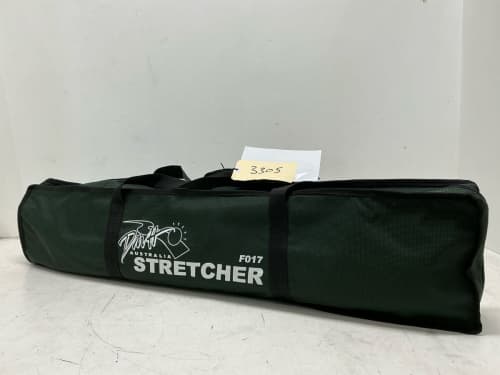 3305
AUSTRALIA
F017
STRETCHER